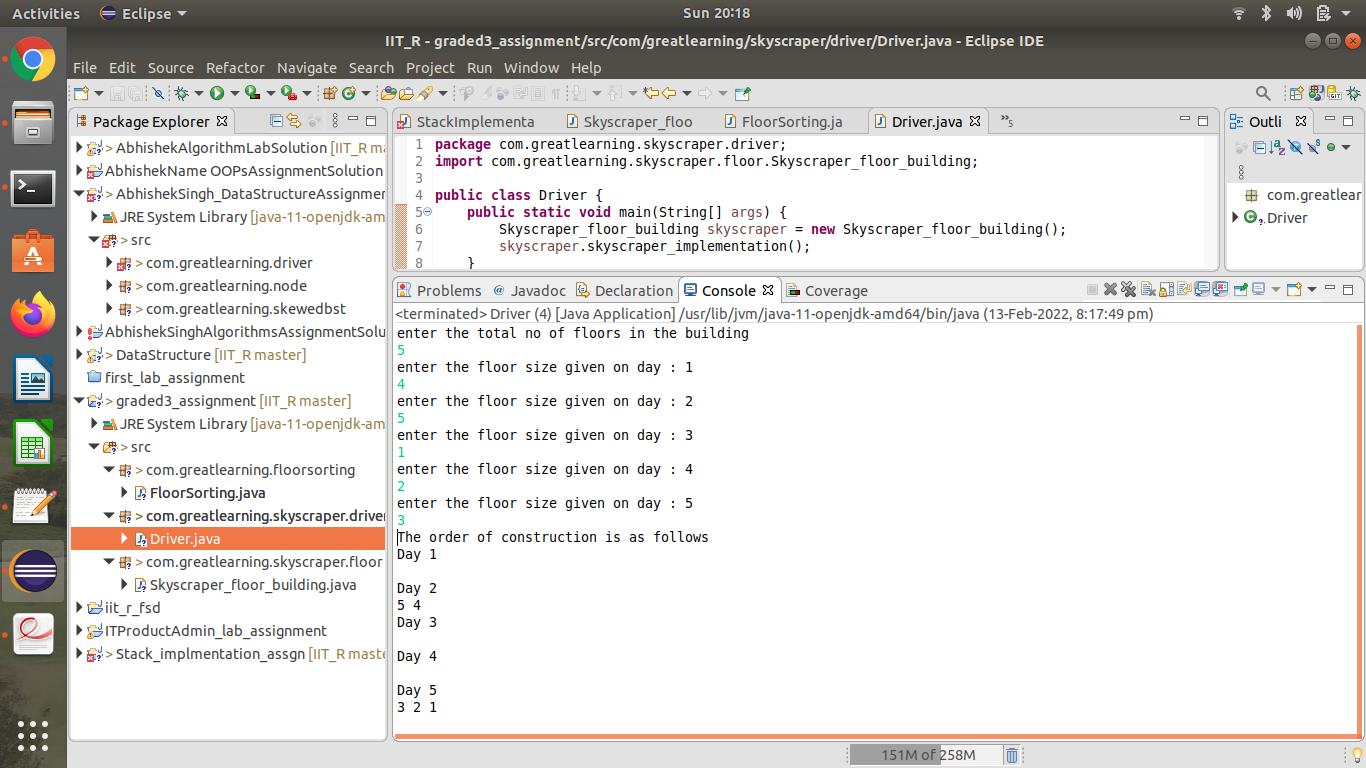 Activities Eclipse Sun 20:18
IIT_R - graded3_assignment/src/com/greatlearning/skyscraper/driver/Driver.java - Eclipse IDE
File Edit Source Refactor Navigate Search Project Run Window Help
Package Explorer
> AbhishekAlgorithmLabSolution [IIT_R ma
AbhishekName OOPsAssignmentSolution
> AbhishekSingh_DataStructureAssignmen
JRE System Library [java-11-openjdk-am
> src
> com.greatlearning.driver
> com.greatlearning.node
> com.greatlearning.skewedbst
AbhishekSinghAlgorithmsAssignmentSolu
> DataStructure [IIT_R master]
first_lab_assignment
> graded3_assignment [IIT_R master]
JRE System Library [java-11-openjdk-am
> src
> com.greatlearning.floorsorting
FloorSorting.java
> com.greatlearning.skyscraper.driver
Driver.java
> com.greatlearning.skyscraper.floor
Skyscraper_floor_building.java
iit_r_fsd
ITProductAdmin_lab_assignment
> Stack_implmentation_assgn [IIT_R maste
StackImplementa Skyscraper_floo FloorSorting.ja Driver.java »5
1 package com.greatlearning.skyscraper.driver;
2 import com.greatlearning.skyscraper.floor.Skyscraper_floor_building;
3
4 public class Driver {
5 public static void main(String[] args) {
6 Skyscraper_floor_building skyscraper = new Skyscraper_floor_building();
7 skyscraper.skyscraper_implementation();
8 }
Outli
com.greatlear
Driver
Problems @ Javadoc Declaration Console Coverage
<terminated> Driver (4) [Java Application] /usr/lib/jvm/java-11-openjdk-amd64/bin/java (13-Feb-2022, 8:17:49 pm)
enter the total no of floors in the building
5
enter the floor size given on day : 1
4
enter the floor size given on day : 2
5
enter the floor size given on day : 3
1
enter the floor size given on day : 4
2
enter the floor size given on day : 5
3
The order of construction is as follows
Day 1
Day 2
5 4
Day 3
Day 4
Day 5
3 2 1
151M of 258M